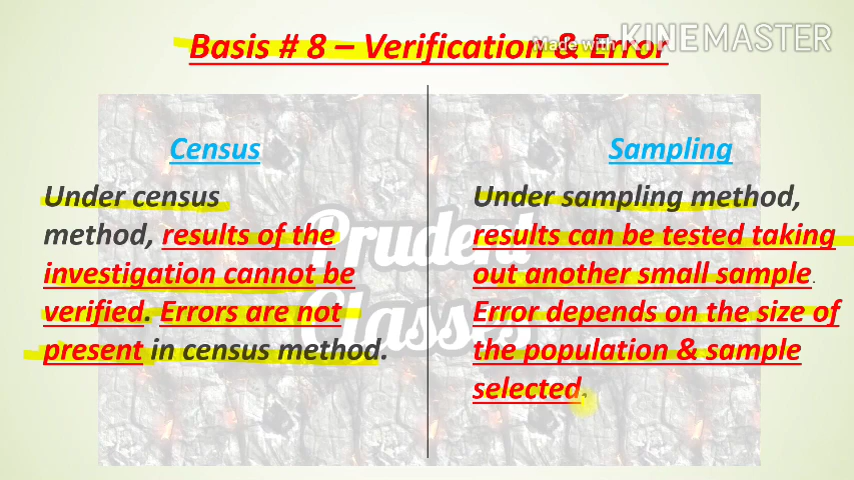 Basis # 8 – Verification & Error
Made with KINEMASTER
Census
Under census
method, results of the
investigation cannot be
verified. Errors are not
present in census method.
Sampling
Under sampling method,
results can be tested taking
out another small sample.
Error depends on the size of
the population & sample
selected.
Prudent
Classes